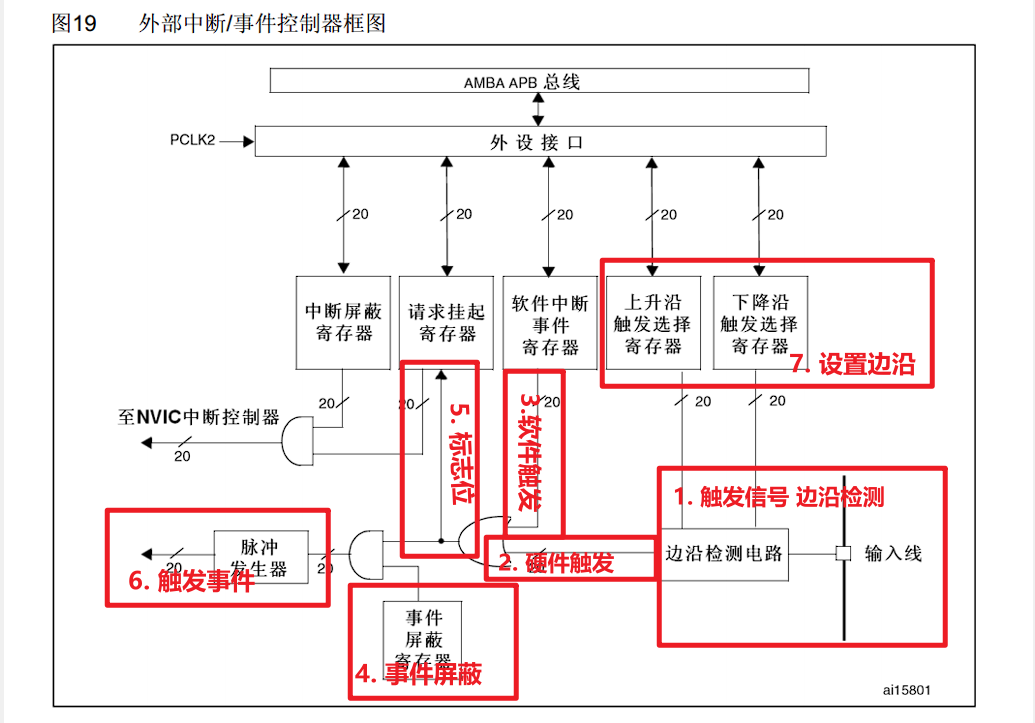 图19 外部中断/事件控制器框图
AMBA APB 总线
PCLK2
外设接口
20
20
20
20
20
中断屏蔽
寄存器
请求挂起
寄存器
软件中断
事件
寄存器
上升沿
触发选择
寄存器
下降沿
触发选择
寄存器
7. 设置边沿
20
20
20
20
20
至NVIC中断控制器
20
5. 标志位
3.软件触发
1. 触发信号 边沿检测
脉冲
发生器
20
20
6. 触发事件
2. 硬件触发
边沿检测电路
输入线
事件
屏蔽
寄存器
4. 事件屏蔽
ai15801